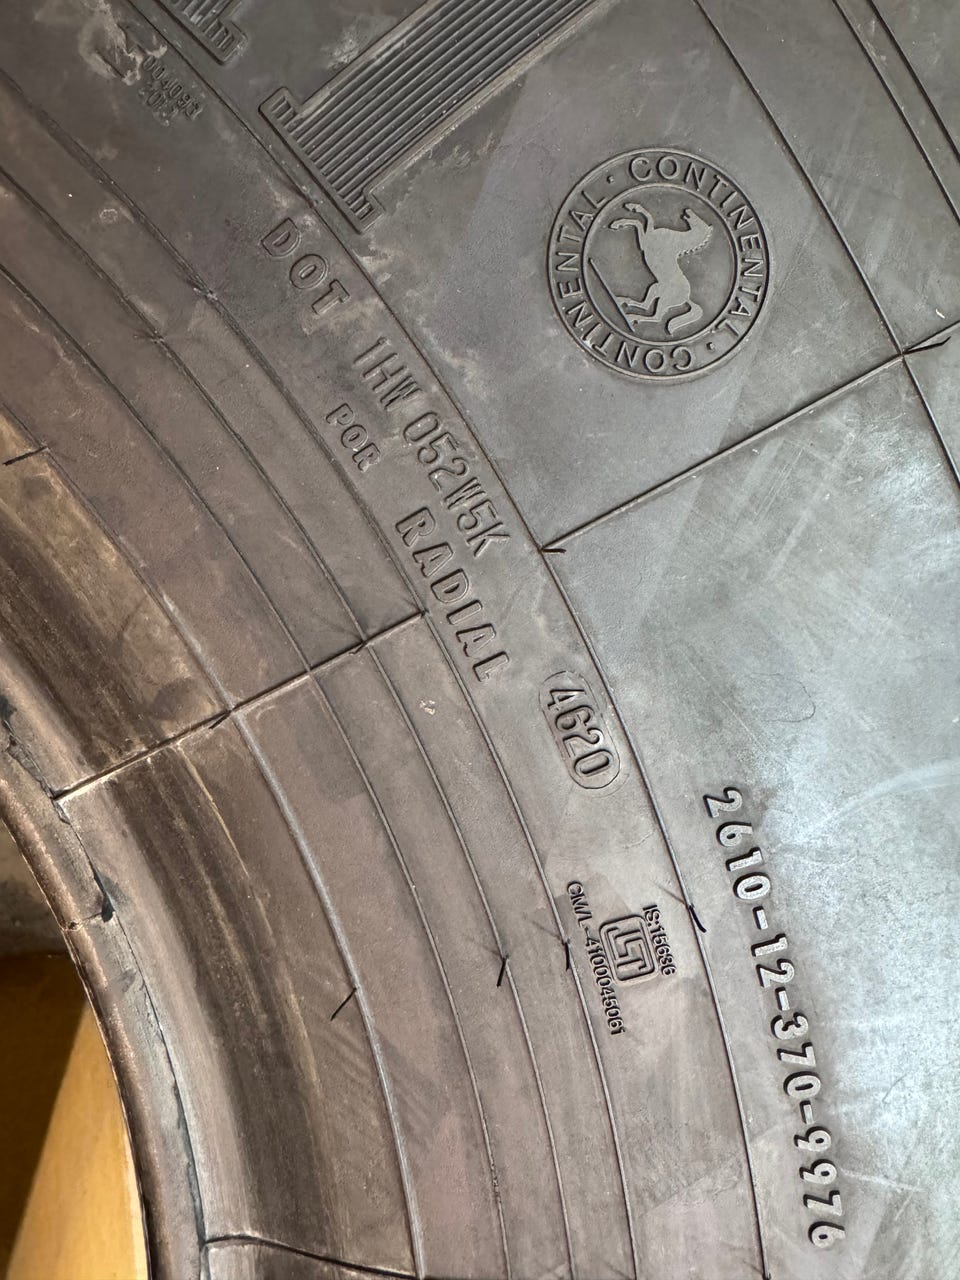 CONTINENTAL · CONTINENTAL ·
DOT 1HW 052W5K
POR
RADIAL
4620
IS:15636
CM/L-4100045061
2610-12-370-9976